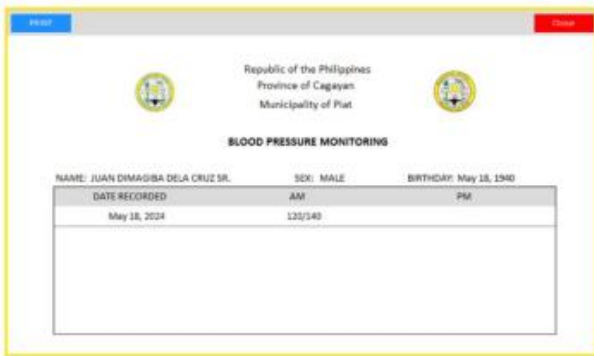 PRINT
Close
Republic of the Philippines
Province of Cagayan
Municipality of Piat
BLOOD PRESSURE MONITORING
NAME: JUAN DIMAGIBA DELA CRUZ SR. SEX: MALE BIRTHDAY: May 18, 1940
DATE RECORDED AM PM
May 18, 2024 120/140